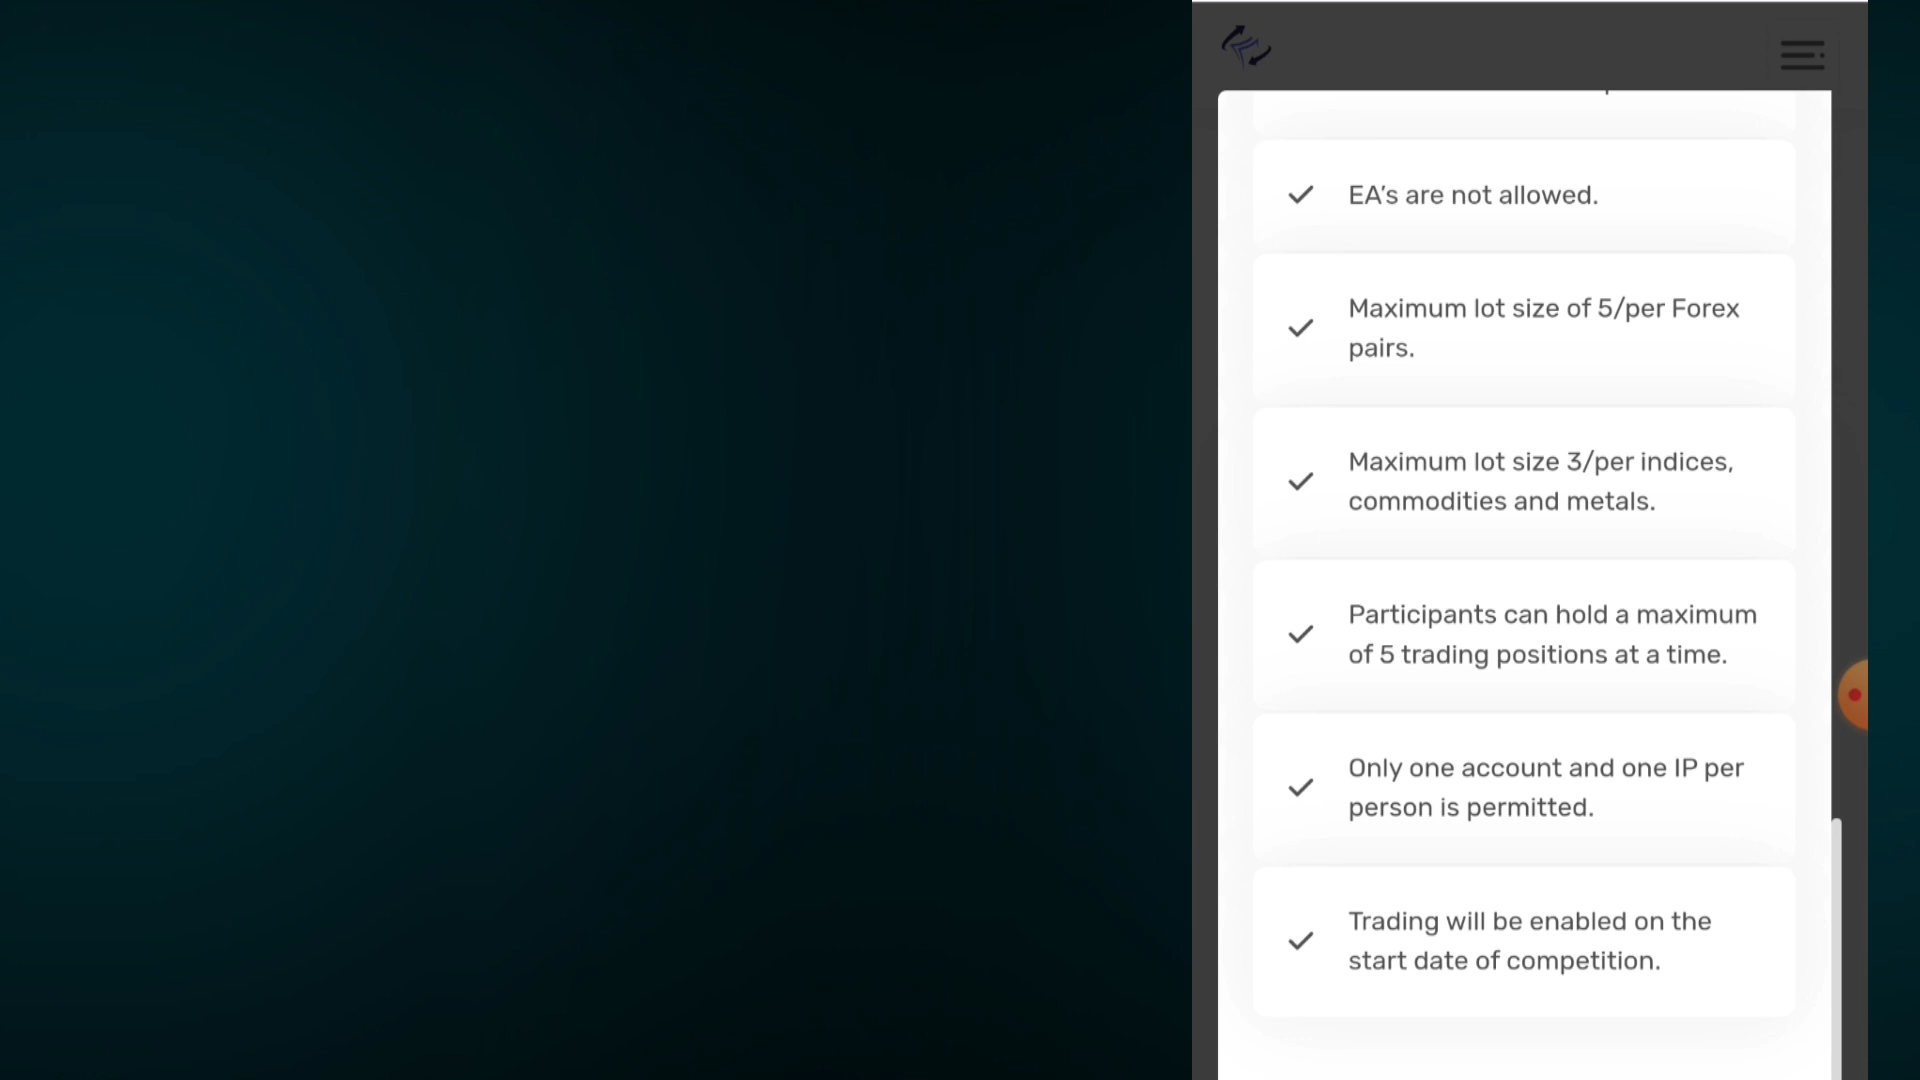 EA's are not allowed.
Maximum lot size of 5/per Forex
pairs.
Maximum lot size 3/per indices,
commodities and metals.
Participants can hold a maximum
of 5 trading positions at a time.
Only one account and one IP per
person is permitted.
Trading will be enabled on the
start date of competition.